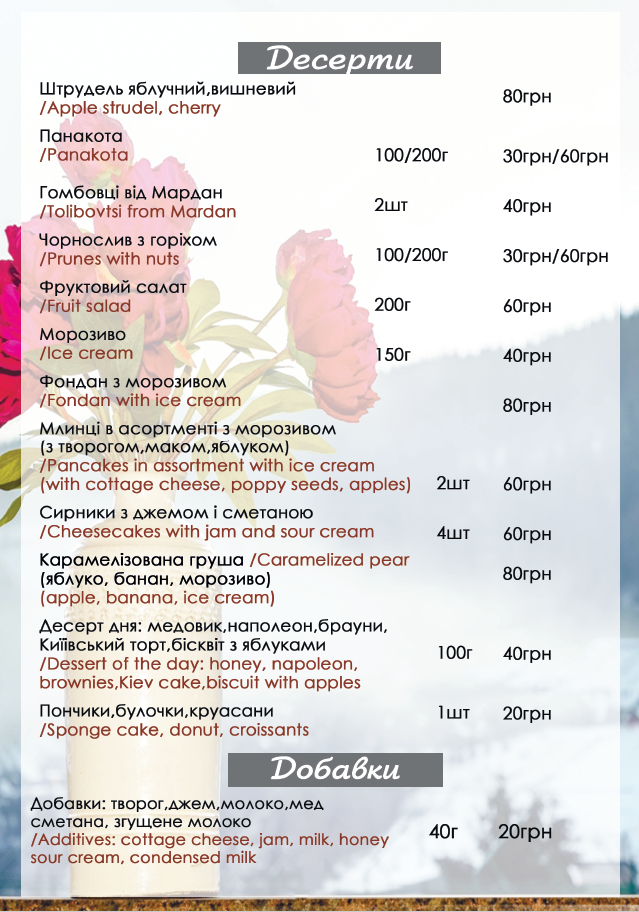 Десерти
Штрудель яблучний,вишневий 80грн
/Apple strudel, cherry
Панакота
/Panakota 100/200г 30грн/60грн
Гомбовці від Мардан
/Tolibovtsi from Mardan 2шт 40грн
Чорнослив з горіхом
/Prunes with nuts 100/200г 30грн/60грн
Фруктовий салат
/Fruit salad 200г 60грн
Морозиво
/Ice cream 150г 40грн
Фондан з морозивом
/Fondan with ice cream 80грн
Млинці в асортменті з морозивом
(з творогом,маком,яблуком)
/Pancakes in assortment with ice cream
(with cottage cheese, poppy seeds, apples) 2шт 60грн
Сирники з джемом і сметаною
/Cheesecakes with jam and sour cream 4шт 60грн
Карамелізована груша /Caramelized pear
(яблуко, банан, морозиво) 80грн
(apple, banana, ice cream)
Десерт дня: медовик,наполеон,брауни,
Киїївський торт,бісквіт з яблуками
/Dessert of the day: honey, napoleon, 100г 40грн
brownies,Kiev cake,biscuit with apples
Пончики,булочки,круасани 1шт 20грн
/Sponge cake, donut, croissants
Добавки
Добавки: творог,джем,молоко,мед
сметана, згущене молоко
/Additives: cottage cheese, jam, milk, honey 40г 20грн
sour cream, condensed milk